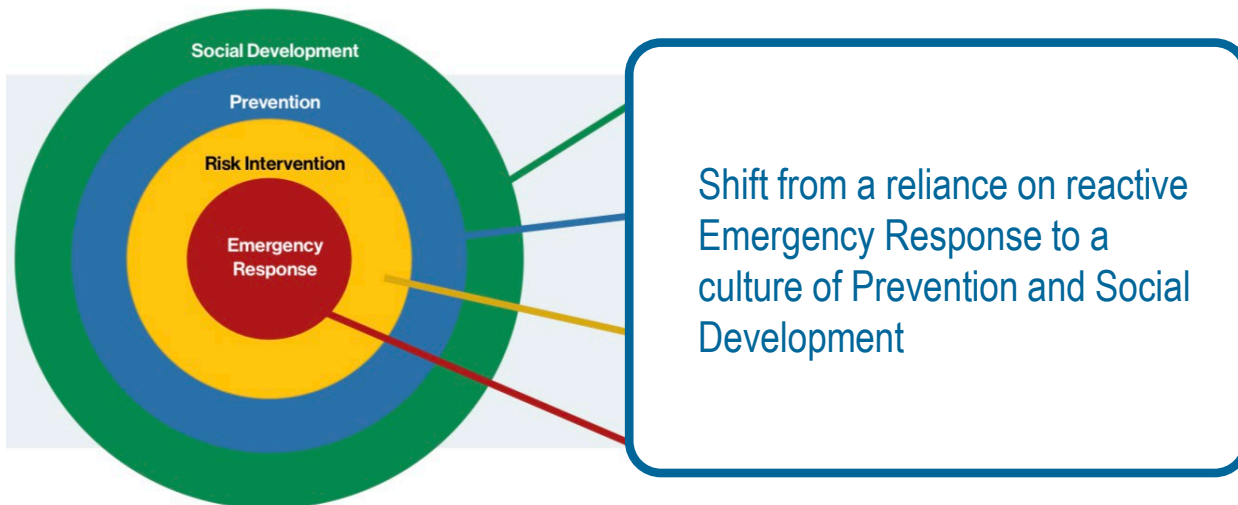 Social Development
Prevention
Risk Intervention
Emergency
Response
Shift from a reliance on reactive
Emergency Response to a
culture of Prevention and Social
Development